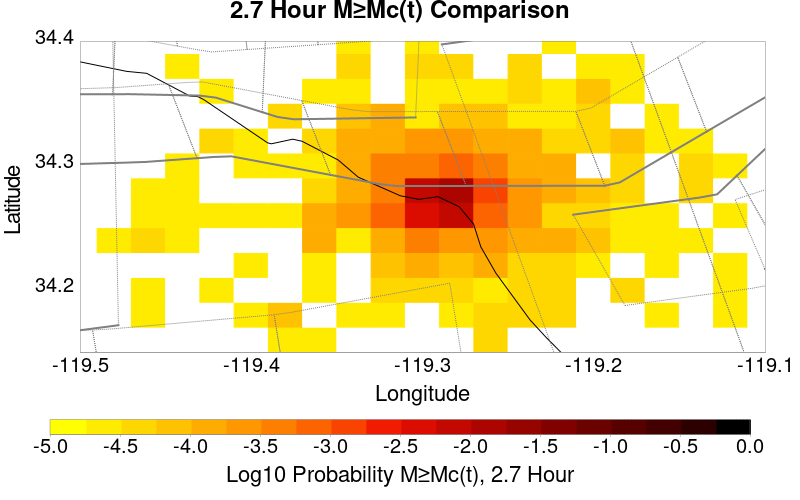 2.7 Hour M≥Mc(t) Comparison
34.4
34.3
34.2
Latitude
-119.5 -119.4 -119.3 -119.2 -119.1
Longitude
-5.0 -4.5 -4.0 -3.5 -3.0 -2.5 -2.0 -1.5 -1.0 -0.5 0.0
Log10 Probability M≥Mc(t), 2.7 Hour